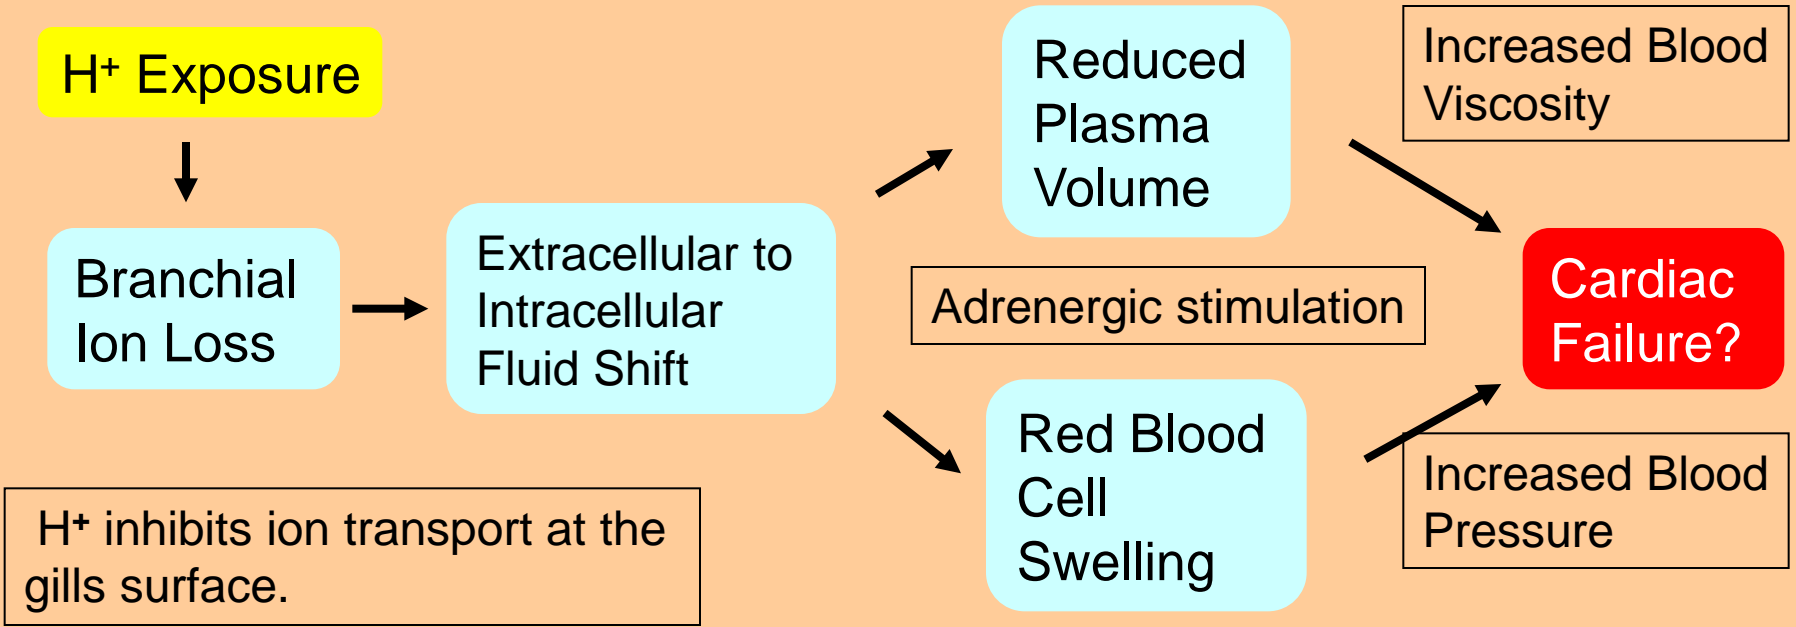 H⁺ Exposure
Branchial
Ion Loss
Extracellular to
Intracellular
Fluid Shift
Reduced
Plasma
Volume
Increased Blood
Viscosity
Adrenergic stimulation
Cardiac
Failure?
Red Blood
Cell
Swelling
Increased Blood
Pressure
H⁺ inhibits ion transport at the
gills surface.